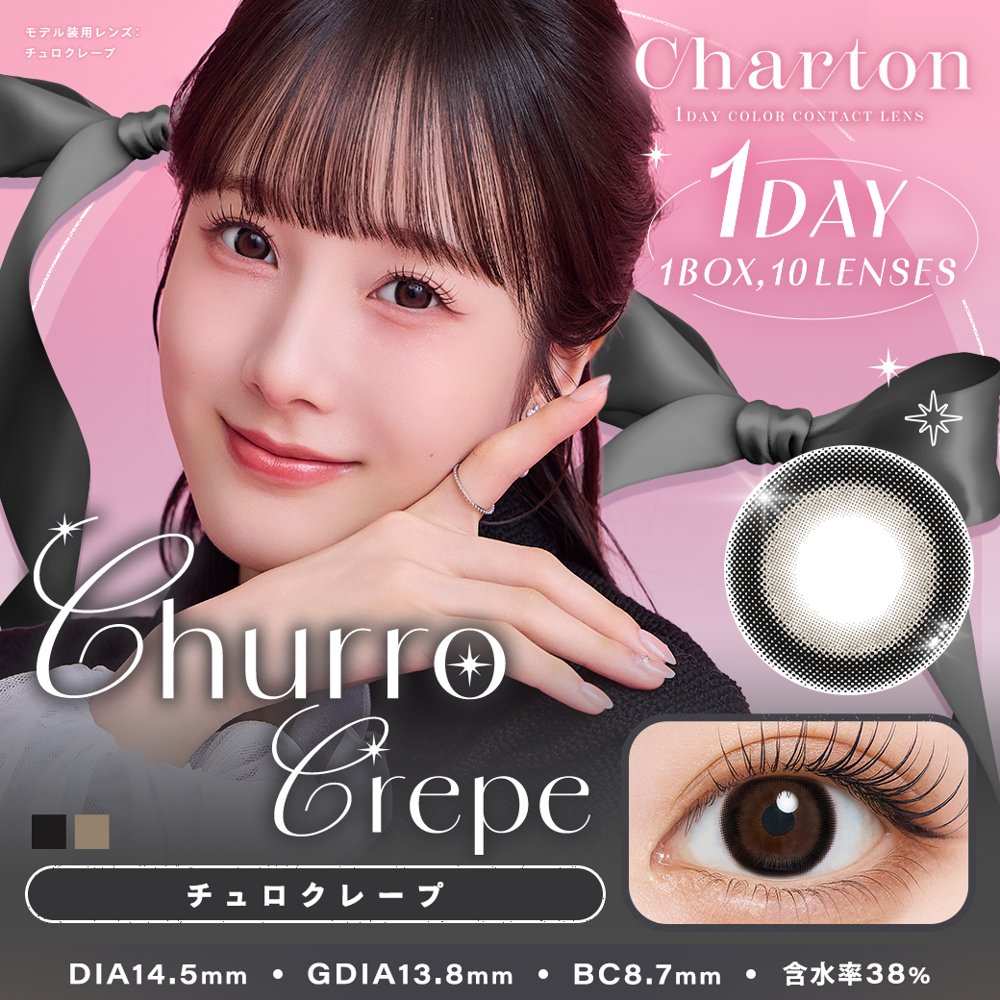 モデル装用レンズ:
チュロクレープ
Charton
1DAY COLOR CONTACT LENS
1DAY
1BOX,10LENSES
Churro
Crepe
チュロクレープ
DIA14.5mm • GDIA13.8mm • BC8.7mm • 含水率38%